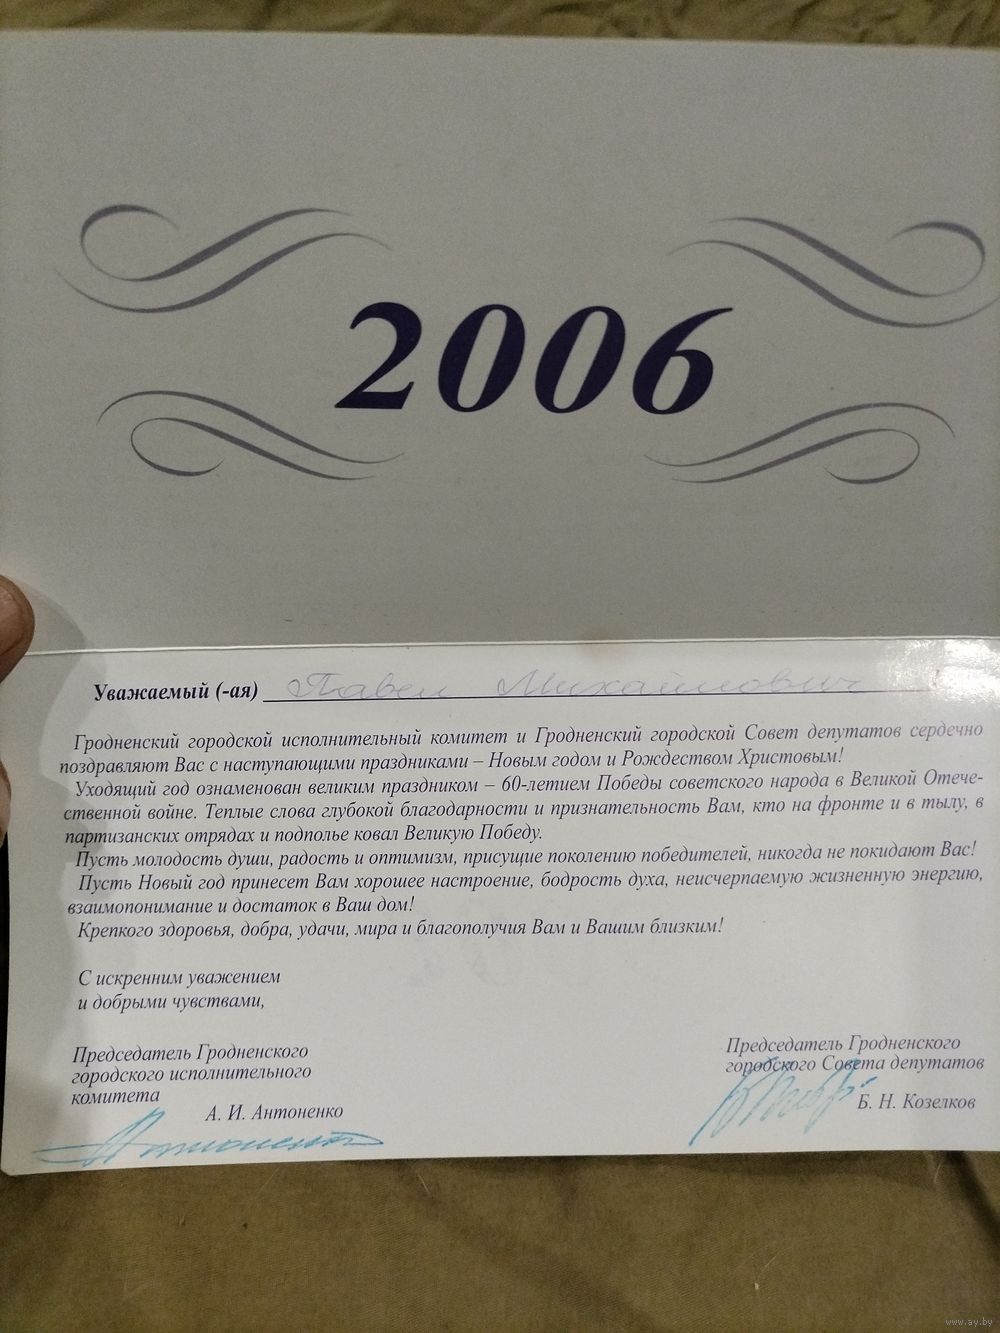 2006
Уважаемый (-ая) Павел Михайлович!
Гродненский городской исполнительный комитет и Гродненский городской Совет депутатов сердечно
поздравляют Вас с наступающими праздниками – Новым годом и Рождеством Христовым!
Уходящий год ознаменован великим праздником – 60-летием Победы советского народа в Великой Отече-
ственной войне. Теплые слова глубокой благодарности и признательность Вам, кто на фронте и в тылу, в
партизанских отрядах и подполье ковал Великую Победу.
Пусть молодость души, радость и оптимизм, присущие поколению победителей, никогда не покидают Вас!
Пусть Новый год принесет Вам хорошее настроение, бодрость духа, неисчерпаемую жизненную энергию,
взаимопонимание и достаток в Ваш дом!
Крепкого здоровья, добра, удачи, мира и благополучия Вам и Вашим близким!
С искренним уважением
и добрыми чувствами,
Председатель Гродненского
городского исполнительного
комитета
А. И. Антоненко
Антоненко
Председатель Гродненского
городского Совета депутатов
Б. Н. Козелков
www.ay.by